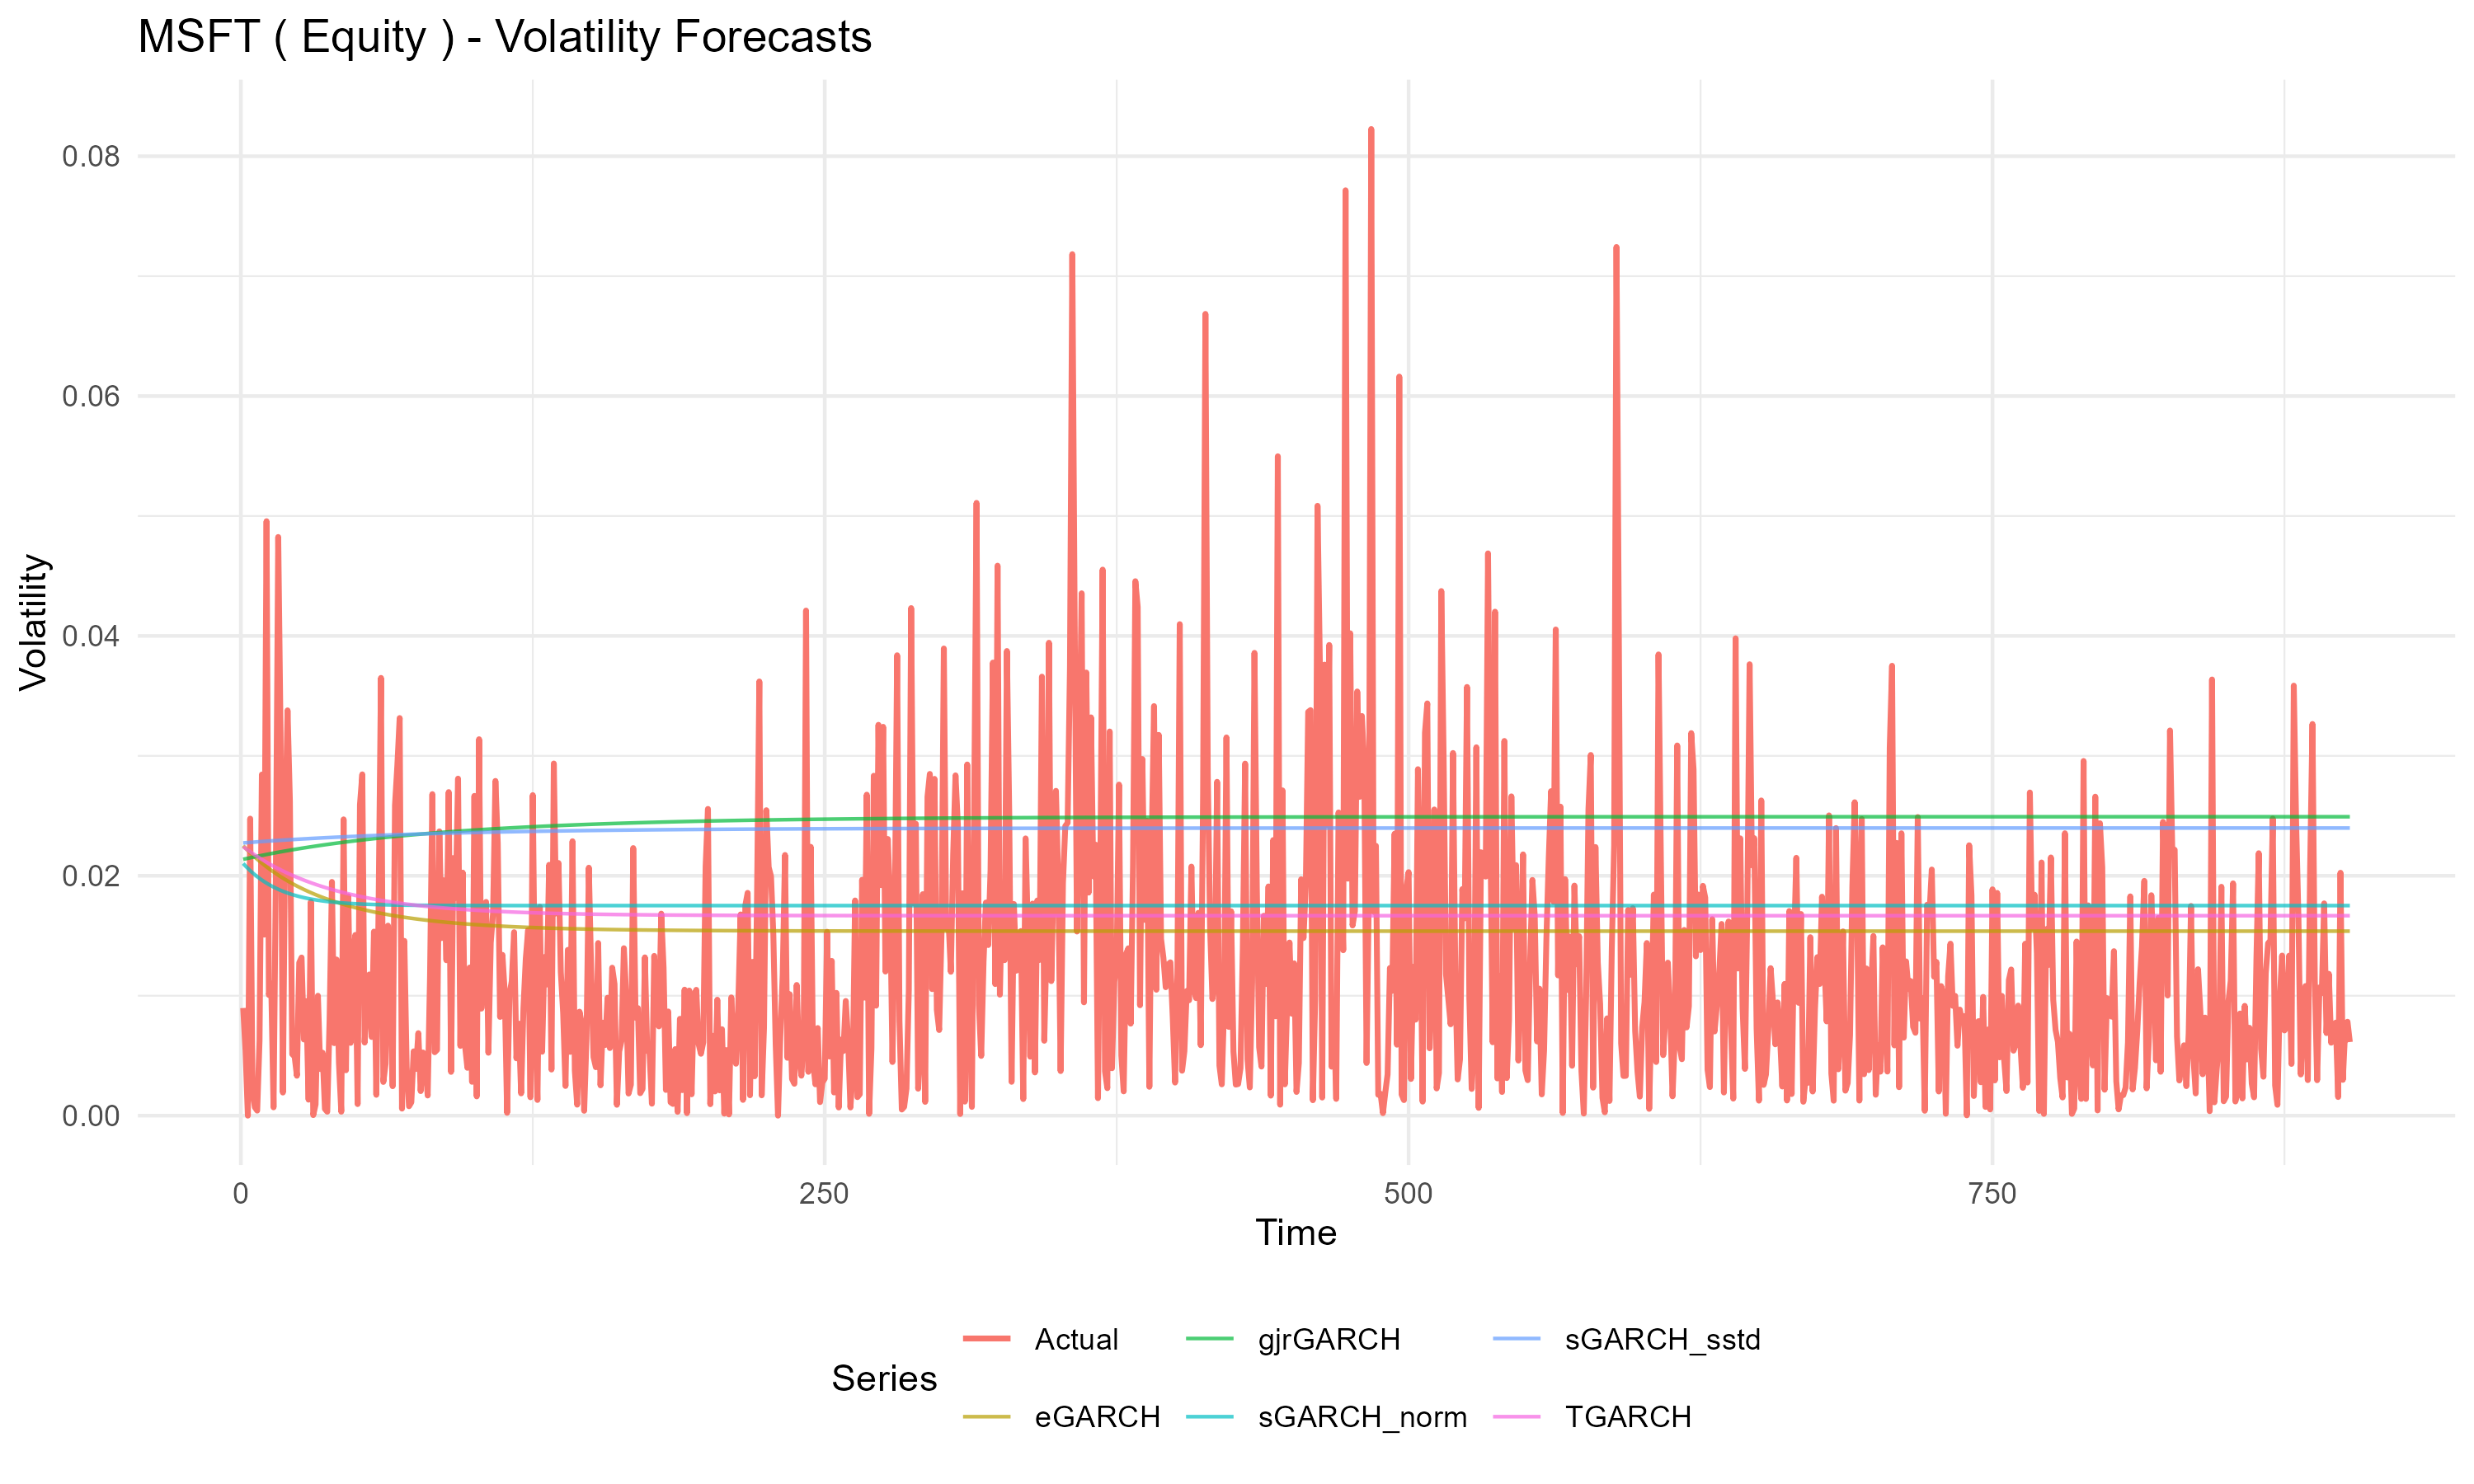 MSFT ( Equity ) - Volatility Forecasts
Volatility
0.08
0.06
0.04
0.02
0.00
0 250 500 750
Time
Series
Actual gjrGARCH sGARCH_sstd
eGARCH sGARCH_norm TGARCH